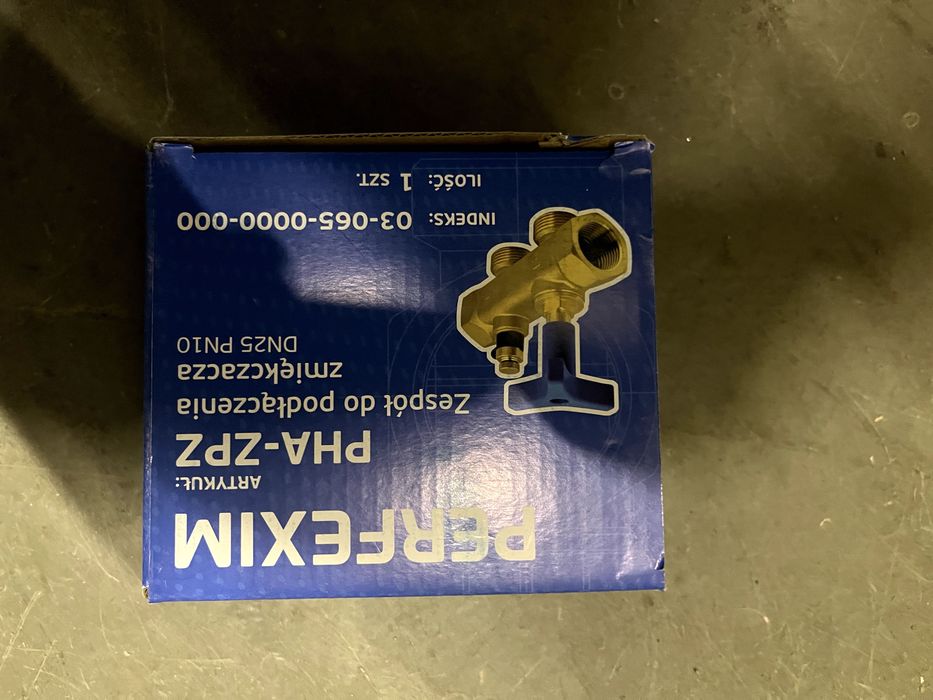 PERFEXIM
ARTYKUŁ:
PHA-ZPZ
Zespół do podłączenia
zmiękczacza
DN25 PN10
INDEKS: 03-065-0000-000
ILOŚĆ: 1 SZT.